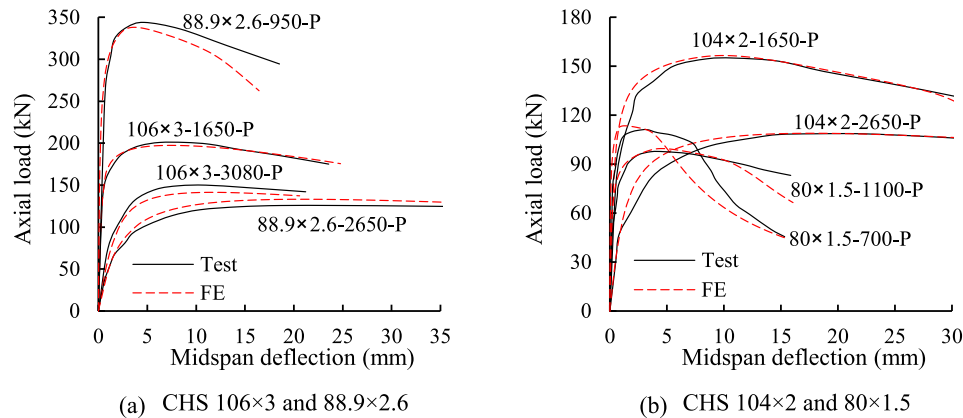 350
300
250
200
150
100
50
0
Axial load (kN)
88.9×2.6-950-P
106×3-1650-P
106×3-3080-P
88.9×2.6-2650-P
Test
FE
0 5 10 15 20 25 30 35
Midspan deflection (mm)
(a) CHS 106×3 and 88.9×2.6
180
150
120
90
60
30
0
Axial load (kN)
104×2-1650-P
104×2-2650-P
80×1.5-1100-P
80×1.5-700-P
Test
FE
0 5 10 15 20 25 30
Midspan deflection (mm)
(b) CHS 104×2 and 80×1.5